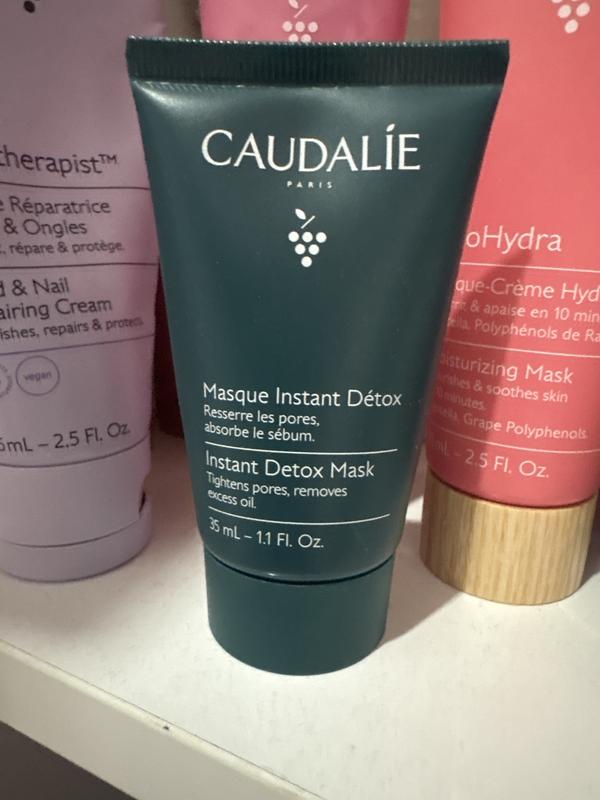 CAUDALÍE
PARIS
Masque Instant Détox
Resserre les pores,
absorbe le sébum.
Instant Detox Mask
Tightens pores, removes
excess oil.
35 mL – 1.1 Fl. Oz.
therapist™
Réparatrice
& Ongles
répare & protège.
& Nail
airing Cream
ishes, repairs & protects
vegan
5mL – 2.5 Fl. Oz.
oHydra
que-Crème Hyd
& apaise en 10 min
Polyphénols de Ra
isturizing Mask
& soothes skin
minutes.
Grape Polyphenols.
mL – 2.5 Fl. Oz.